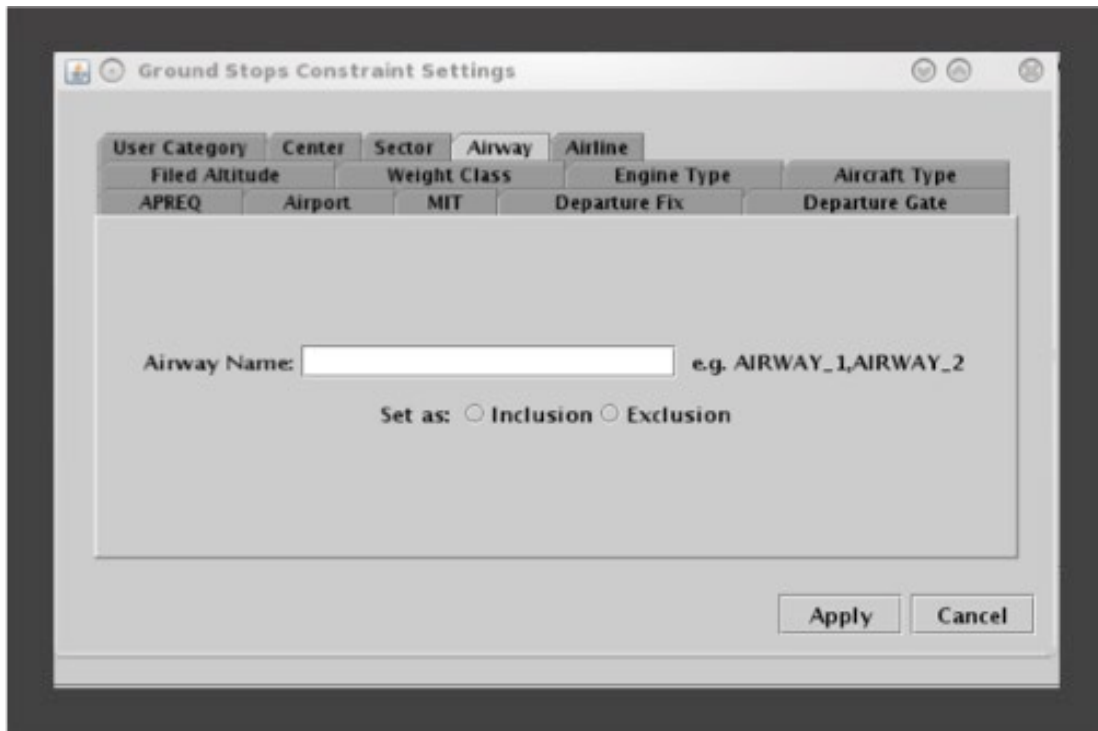 Ground Stops Constraint Settings
User Category Center Sector Airway Airline
Filed Altitude Weight Class Engine Type Aircraft Type
APREQ Airport MIT Departure Fix Departure Gate
Airway Name: e.g. AIRWAY_1,AIRWAY_2
Set as: Inclusion Exclusion
Apply Cancel